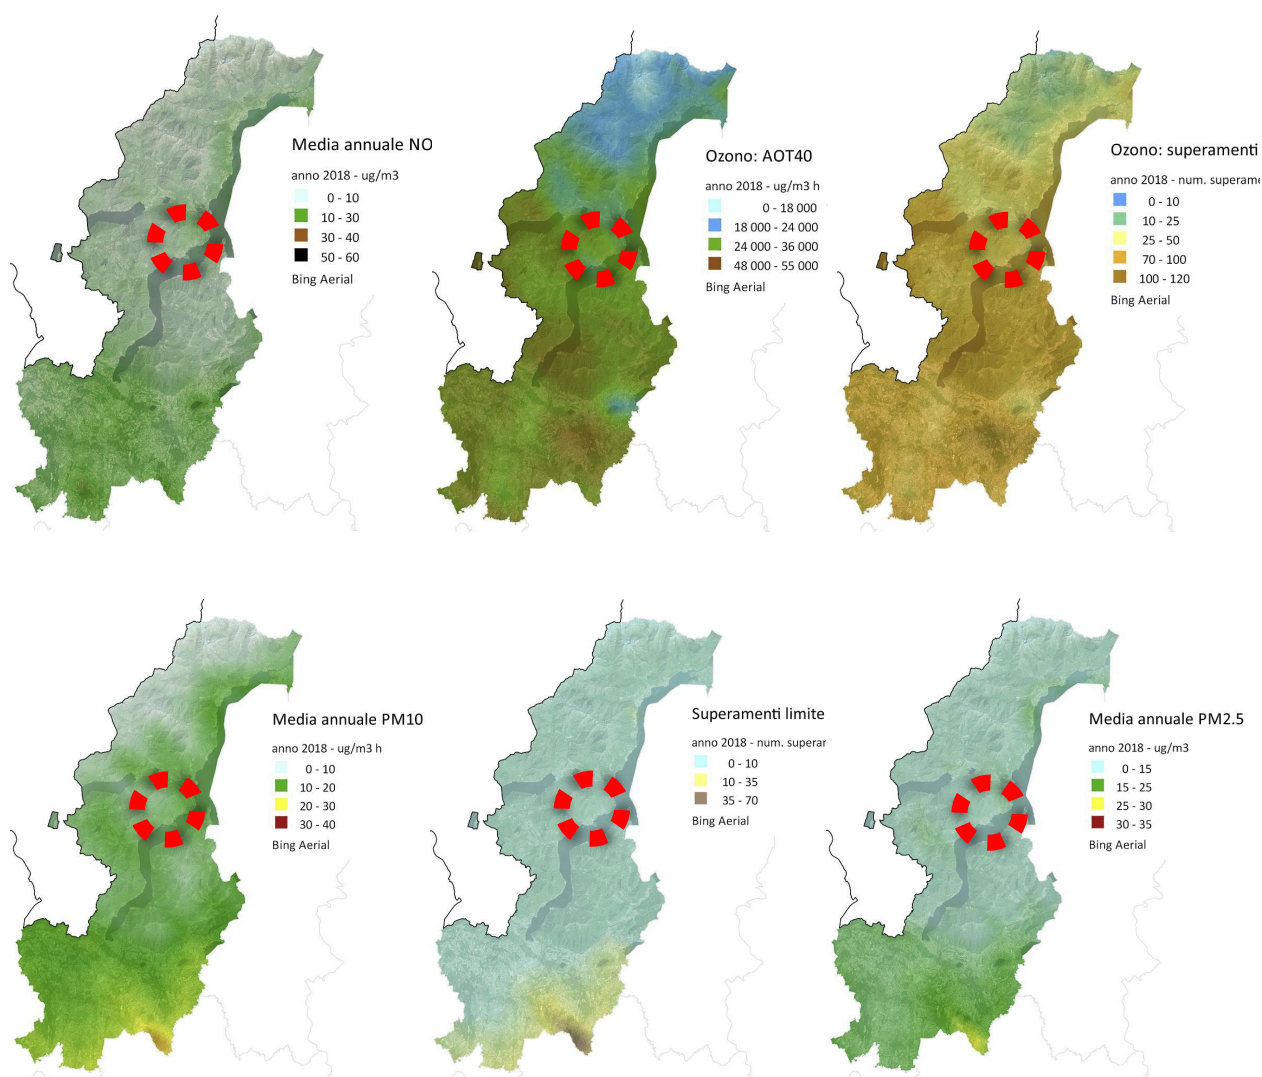 Media annuale NO
anno 2018 - ug/m3
0 - 10
10 - 30
30 - 40
50 - 60
Bing Aerial
Ozono: AOT40
anno 2018 - ug/m3 h
0 - 18 000
18 000 - 24 000
24 000 - 36 000
48 000 - 55 000
Bing Aerial
Ozono: superamenti
anno 2018 - num. superame
0 - 10
10 - 25
25 - 50
70 - 100
100 - 120
Bing Aerial
Media annuale PM10
anno 2018 - ug/m3 h
0 - 10
10 - 20
20 - 30
30 - 40
Bing Aerial
Superamenti limite
anno 2018 - num. superar
0 - 10
10 - 35
35 - 70
Bing Aerial
Media annuale PM2.5
anno 2018 - ug/m3
0 - 15
15 - 25
25 - 30
30 - 35
Bing Aerial